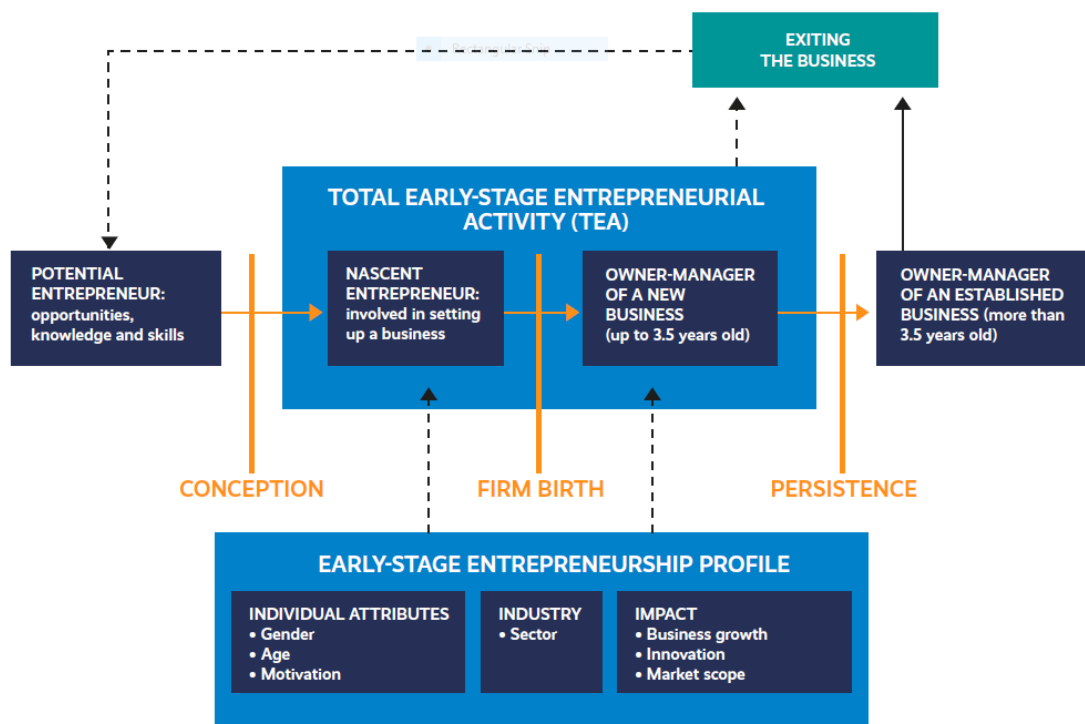 EXITING
THE BUSINESS
Rectangular Snip
TOTAL EARLY-STAGE ENTREPRENEURIAL
ACTIVITY (TEA)
POTENTIAL
ENTREPRENEUR:
opportunities,
knowledge and skills
NASCENT
ENTREPRENEUR:
involved in setting
up a business
OWNER-MANAGER
OF A NEW
BUSINESS
(up to 3.5 years old)
OWNER-MANAGER
OF AN ESTABLISHED
BUSINESS (more than
3.5 years old)
CONCEPTION
FIRM BIRTH
PERSISTENCE
EARLY-STAGE ENTREPRENEURSHIP PROFILE
INDIVIDUAL ATTRIBUTES
• Gender
• Age
• Motivation
INDUSTRY
• Sector
IMPACT
• Business growth
• Innovation
• Market scope